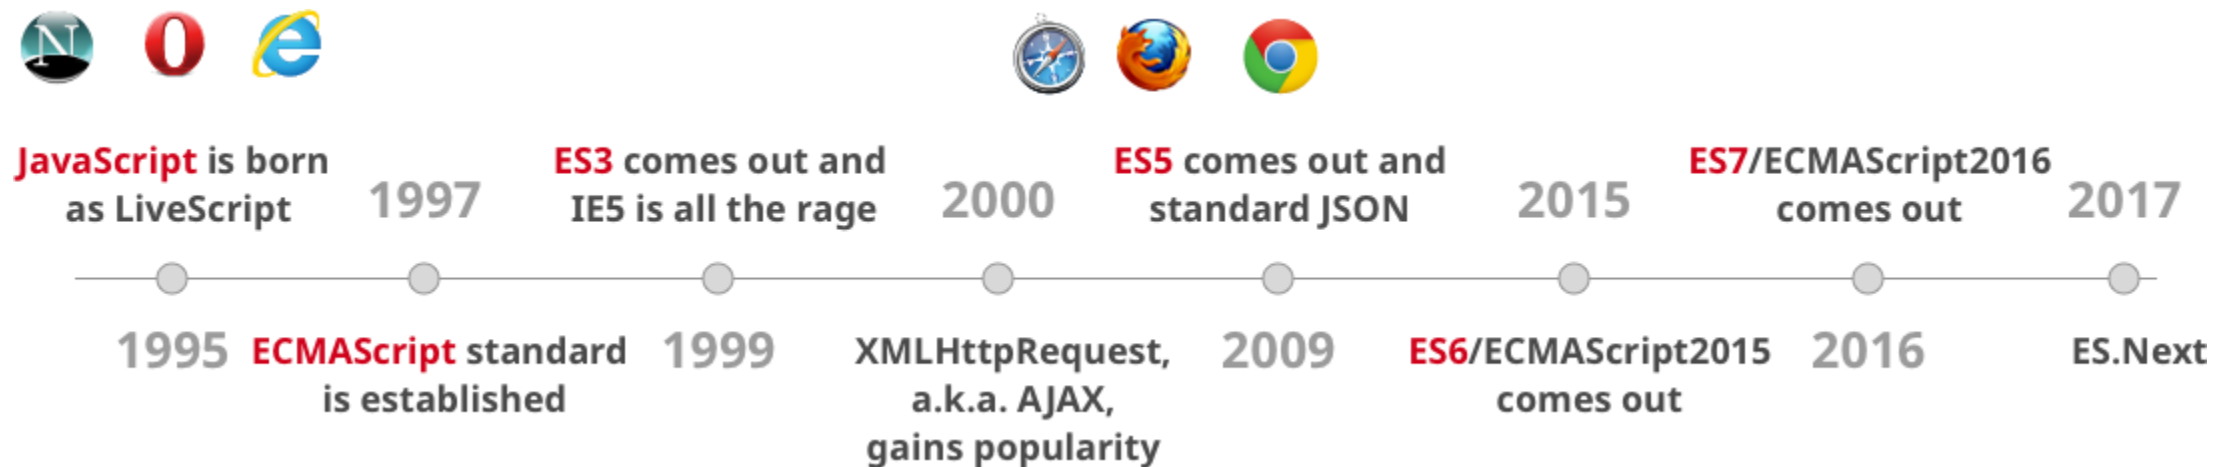 JavaScript is born
as LiveScript
1995
1997
ECMAScript standard
is established
ES3 comes out and
IE5 is all the rage
1999
2000
XMLHttpRequest,
a.k.a. AJAX,
gains popularity
ES5 comes out and
standard JSON
2009
2015
ES6/ECMAScript2015
comes out
ES7/ECMAScript2016
comes out
2016
2017
ES.Next